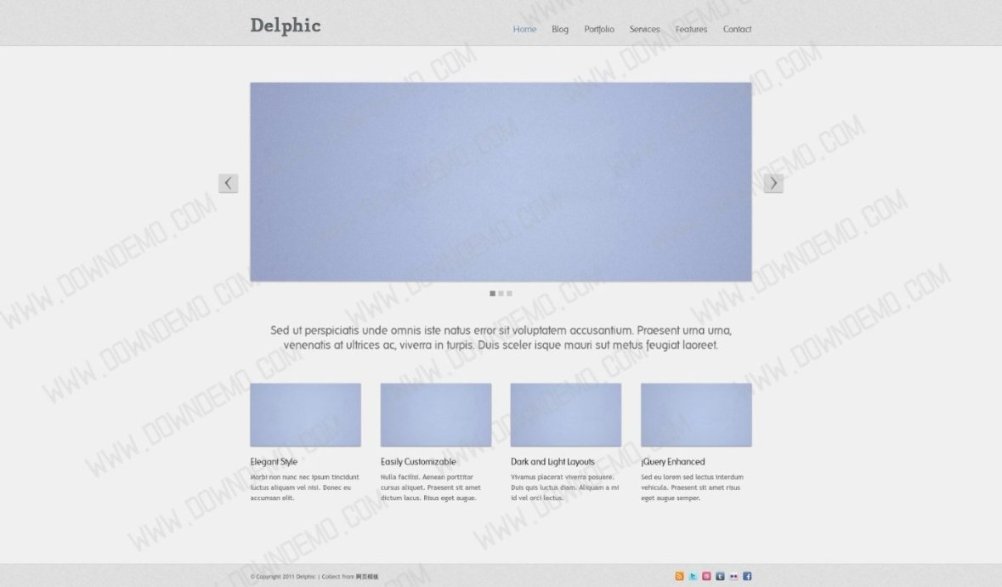 Delphic
Home Blog Portfolio Services Features Contact
Sed ut perspiciatis unde omnis iste natus error sit voluptatem accusantium. Praesent urna urna,
venenatis at ultrices ac, viverra in turpis. Duis sceler isque mauri sut metus feugiat laoreet.
Elegant Style
Morbi non nunc nec ipsum tincidunt
luctus aliquam vel nisi. Donec eu
accumsan elit.
Easily Customizable
Nulla facilisi. Aenean porttitor
cursus aliquet. Praesent sit amet
dictum lacus. Risus eget augue.
Dark and Light Layouts
Vivamus placerat viverra posuere.
Duis quis luctus diam. Aliquam a mi
id vel orci lectus.
jQuery Enhanced
Sed eu lorem sed lectus interdum
vehicula. Praesent sit amet risus
eget augue semper.
© Copyright 2011 Delphic | Collect from 网页模板
WWW.DOWNDEMO.COM